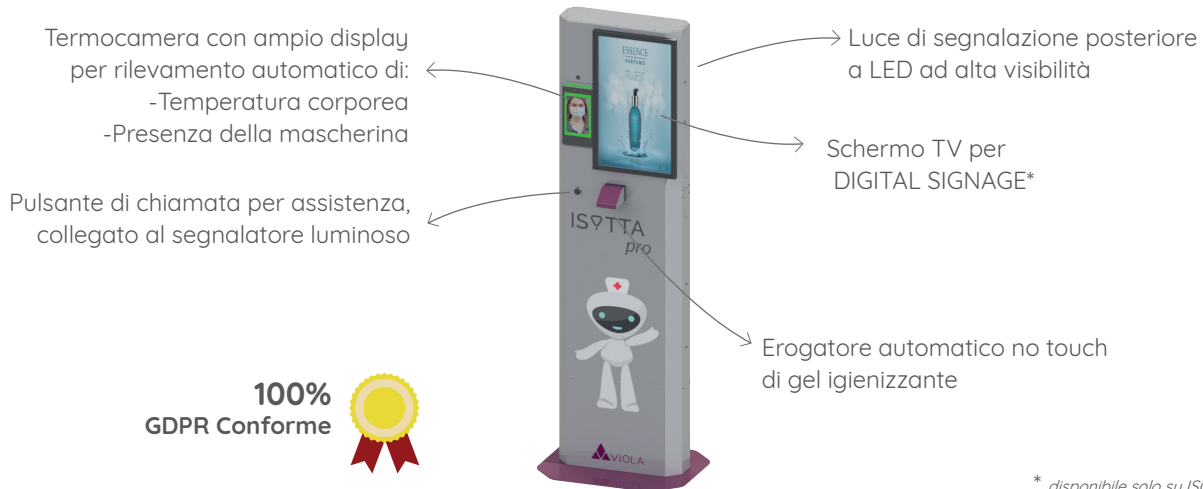 Termocamera con ampio display
per rilevamento automatico di:
-Temperatura corporea
-Presenza della mascherina
Pulsante di chiamata per assistenza,
collegato al segnalatore luminoso
100%
GDPR Conforme
ESSENCE
PERFUME
ISOTTA
pro
VIOLA
Luce di segnalazione posteriore
a LED ad alta visibilità
Schermo TV per
DIGITAL SIGNAGE*
Erogatore automatico no touch
di gel igienizzante
* disponibile solo su